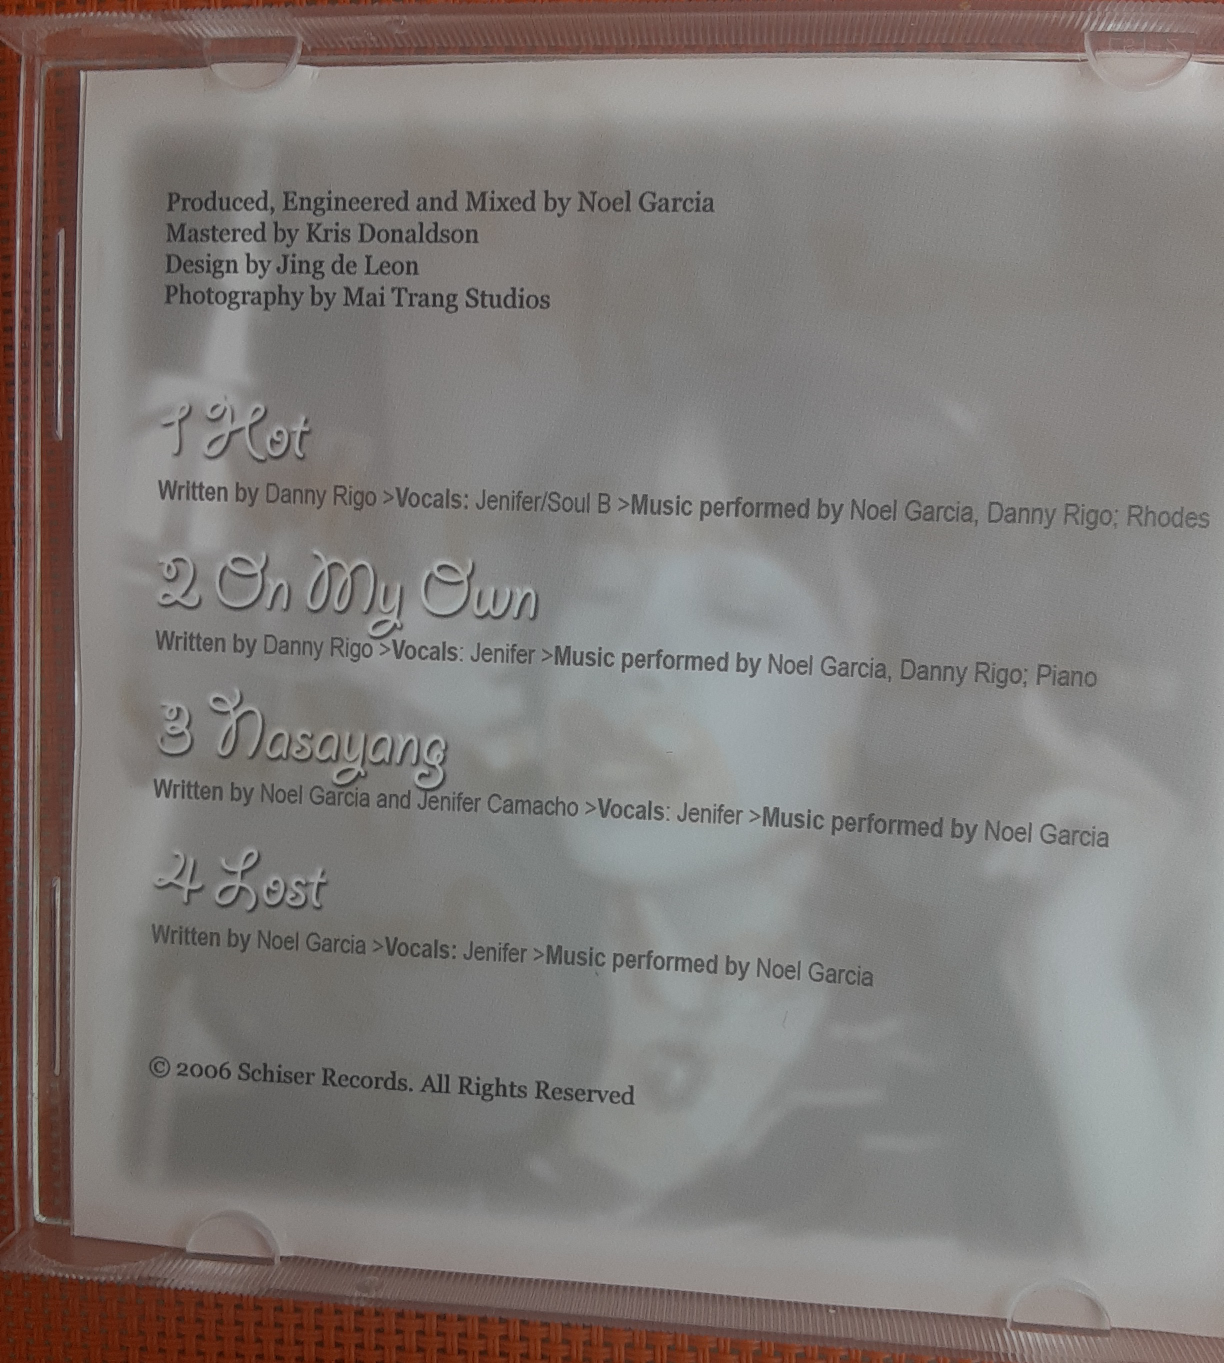 Produced, Engineered and Mixed by Noel Garcia
Mastered by Kris Donaldson
Design by Jing de Leon
Photography by Mai Trang Studios
1 Hot
Written by Danny Rigo >Vocals: Jenifer/Soul B >Music performed by Noel Garcia, Danny Rigo; Rhodes
2 On My Own
Written by Danny Rigo >Vocals: Jenifer >Music performed by Noel Garcia, Danny Rigo; Piano
3 Nasayang
Written by Noel Garcia and Jenifer Camacho >Vocals: Jenifer >Music performed by Noel Garcia
4 Lost
Written by Noel Garcia >Vocals: Jenifer >Music performed by Noel Garcia
© 2006 Schiser Records. All Rights Reserved